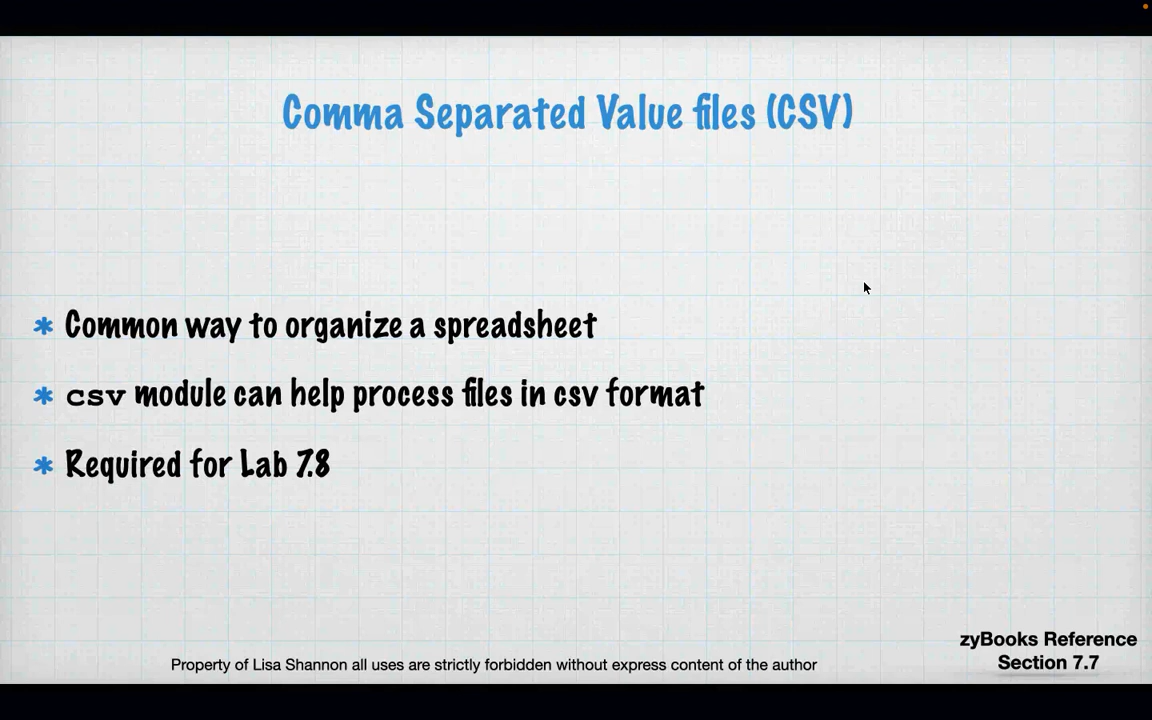 Comma Separated Value files (CSV)
* Common way to organize a spreadsheet
* csv module can help process files in csv format
* Required for Lab 7.8
zyBooks Reference
Section 7.7
Property of Lisa Shannon all uses are strictly forbidden without express content of the author